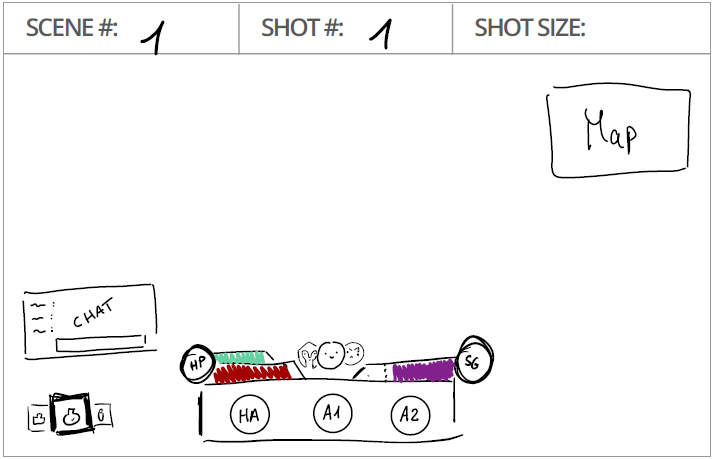 SCENE #: 1 SHOT #: 1 SHOT SIZE:
Map
CHAT
HP SG
HA A1 A2